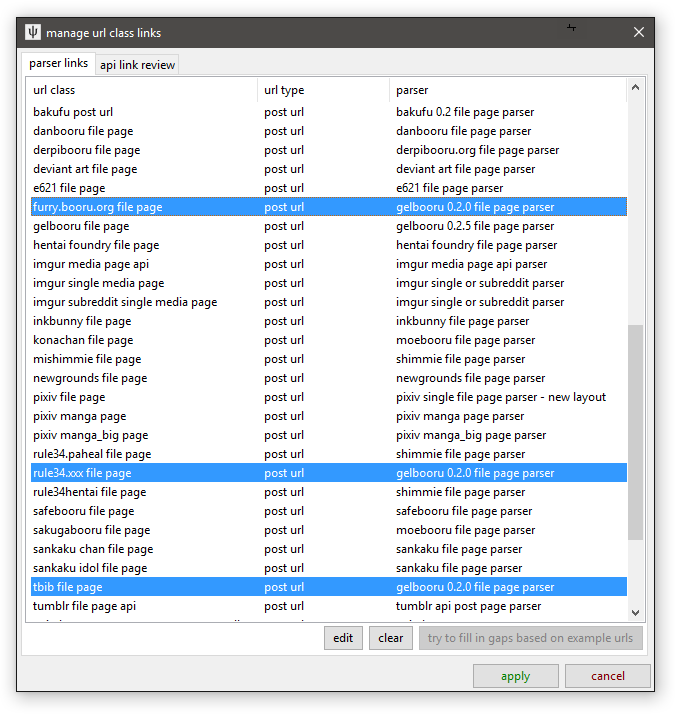 manage url class links
parser links api link review
url class url type parser
bakufu post url post url bakufu 0.2 file page parser
danbooru file page post url danbooru file page parser
derpibooru file page post url derpibooru.org file page parser
deviant art file page post url deviant art file page parser
e621 file page post url e621 file page parser
furry.booru.org file page post url gelbooru 0.2.0 file page parser
gelbooru file page post url gelbooru 0.2.5 file page parser
hentai foundry file page post url hentai foundry file page parser
imgur media page api post url imgur media page api parser
imgur single media page post url imgur single or subreddit parser
imgur subreddit single media page post url imgur single or subreddit parser
inkbunny file page post url inkbunny file page parser
konachan file page post url moebooru file page parser
mishimmie file page post url shimmie file page parser
newgrounds file page post url newgrounds file page parser
pixiv file page post url pixiv single file page parser - new layout
pixiv manga page post url pixiv manga page parser
pixiv manga_big page post url pixiv manga_big page parser
rule34.paheal file page post url shimmie file page parser
rule34.xxx file page post url gelbooru 0.2.0 file page parser
rule34hentai file page post url shimmie file page parser
safebooru file page post url safebooru file page parser
sakugabooru file page post url moebooru file page parser
sankaku chan file page post url sankaku file page parser
sankaku idol file page post url sankaku file page parser
tbib file page post url gelbooru 0.2.0 file page parser
tumblr file page api post url tumblr api post page parser
edit clear try to fill in gaps based on example urls
apply cancel